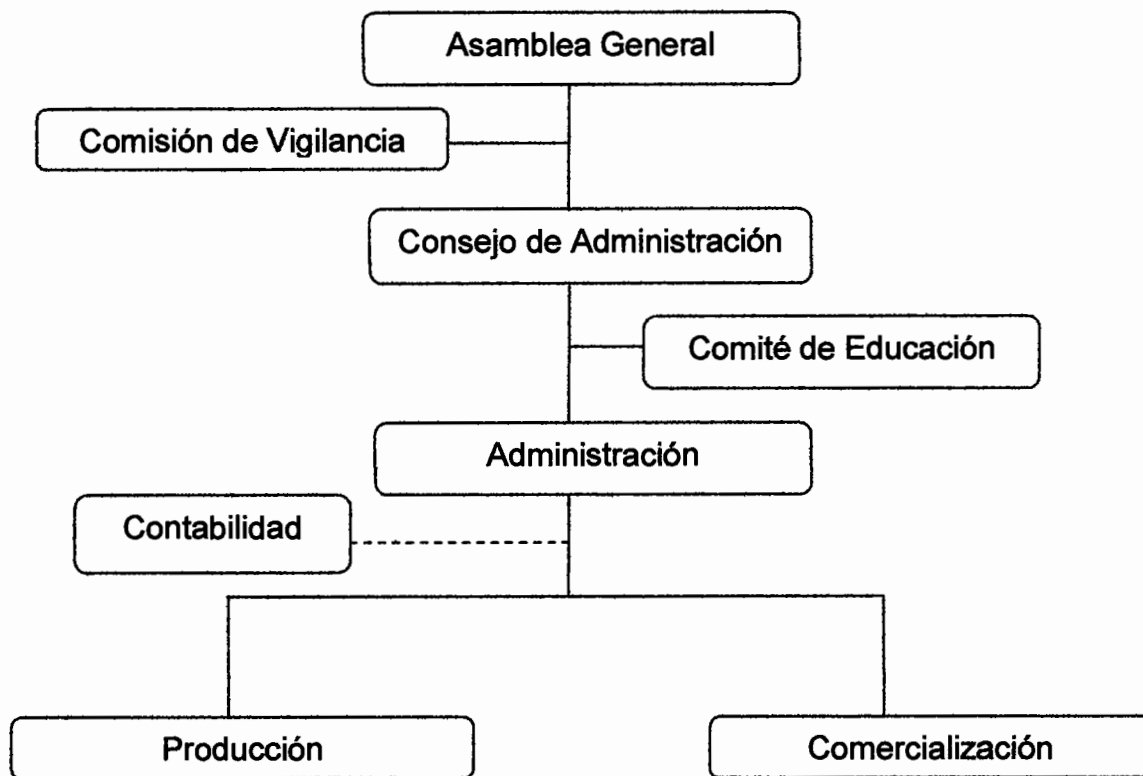 Asamblea General
Comisión de Vigilancia
Consejo de Administración
Comité de Educación
Administración
Contabilidad
Producción
Comercialización